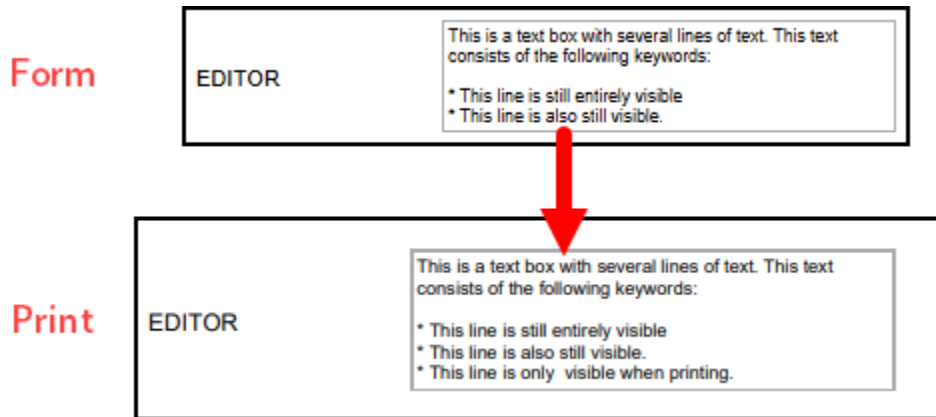 Form
EDITOR
This is a text box with several lines of text. This text
consists of the following keywords:
* This line is still entirely visible
* This line is also still visible.
Print
EDITOR
This is a text box with several lines of text. This text
consists of the following keywords:
* This line is still entirely visible
* This line is also still visible.
* This line is only  visible when printing.